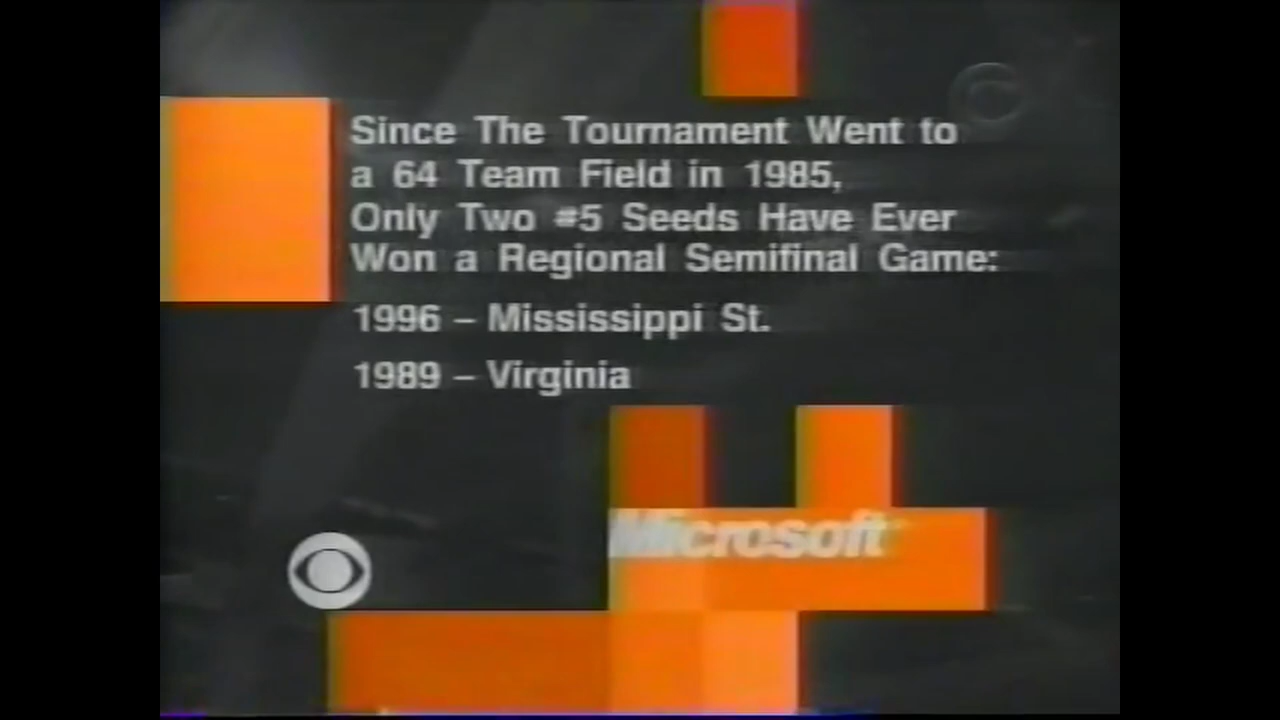 Since The Tournament Went to
a 64 Team Field in 1985,
Only Two #5 Seeds Have Ever
Won a Regional Semifinal Game:
1996 – Mississippi St.
1989 – Virginia
Microsoft